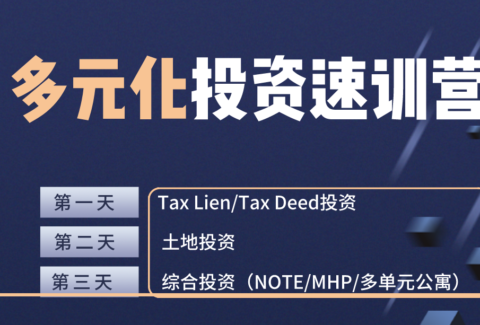 多元化投资速训营
第一天 Tax Lien/Tax Deed投资
第二天 土地投资
第三天 综合投资（NOTE/MHP/多单元公寓）